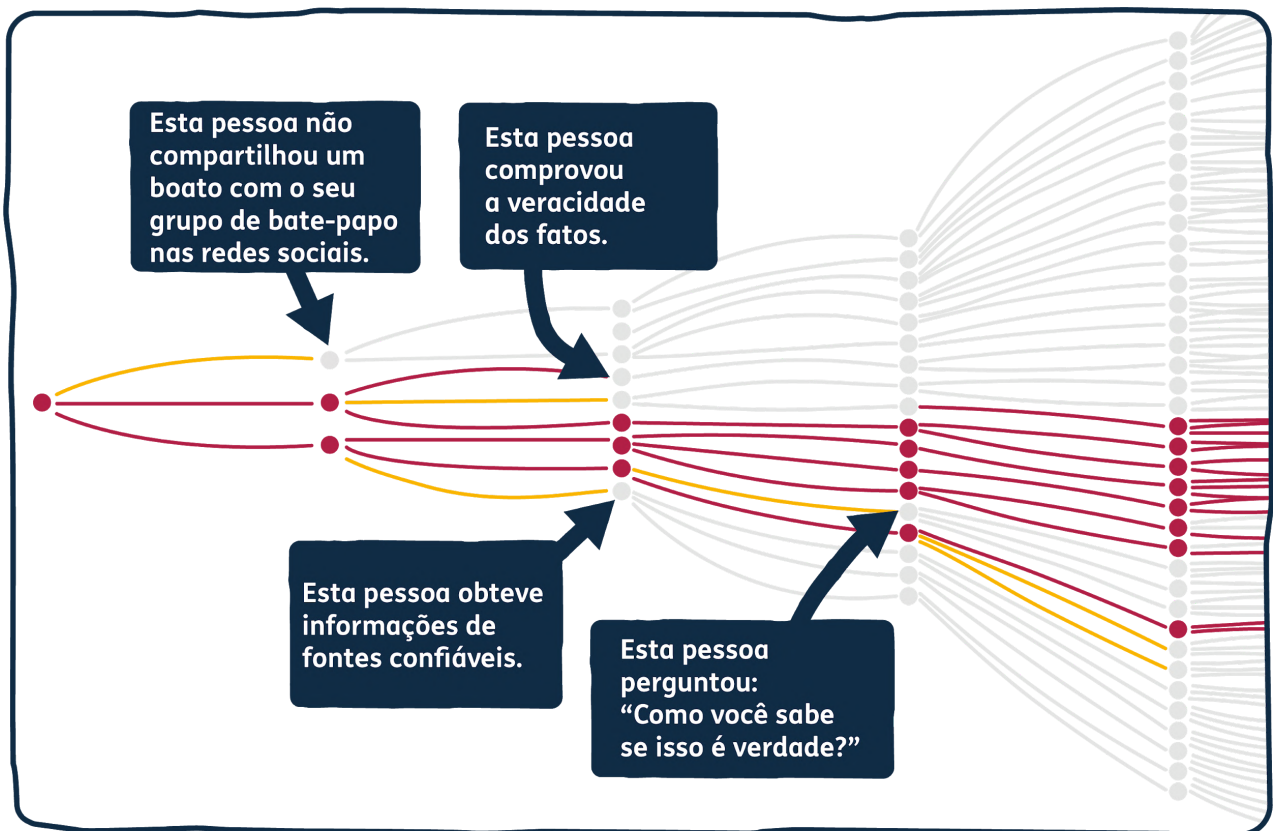 Esta pessoa não
compartilhou um
boato com o seu
grupo de bate-papo
nas redes sociais.
Esta pessoa
comprovou
a veracidade
dos fatos.
Esta pessoa obteve
informações de
fontes confiáveis.
Esta pessoa
perguntou:
“Como você sabe
se isso é verdade?”